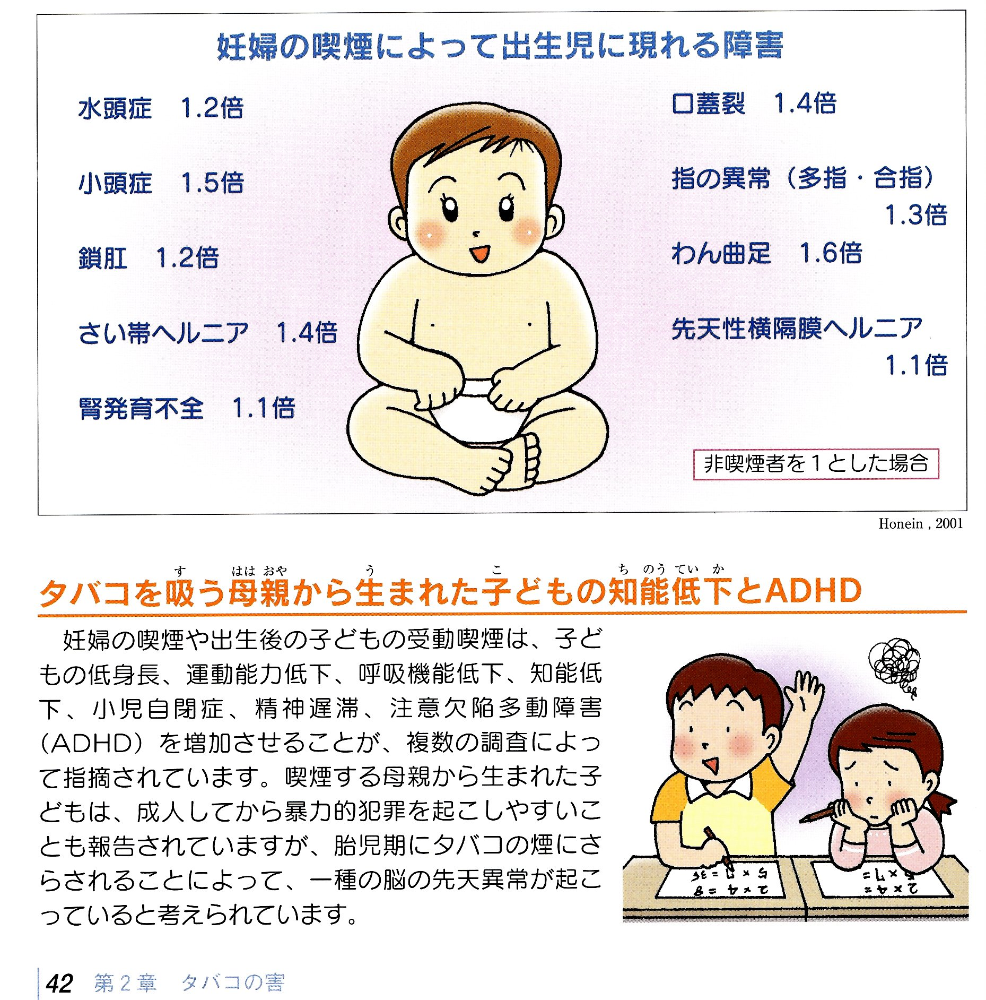 妊婦の喫煙によって出生児に現れる障害
水頭症　1.2倍
小頭症　1.5倍
鎖肛　1.2倍
さい帯ヘルニア　1.4倍
腎発育不全　1.1倍
口蓋裂　1.4倍
指の異常（多指・合指）
1.3倍
わん曲足　1.6倍
先天性横隔膜ヘルニア
1.1倍
非喫煙者を１とした場合
Honein , 2001
す　はは おや　う　こ　ち のう てい か
タバコを吸う母親から生まれた子どもの知能低下とADHD
妊婦の喫煙や出生後の子どもの受動喫煙は、子ど
もの低身長、運動能力低下、呼吸機能低下、知能低
下、小児自閉症、精神遅滞、注意欠陥多動障害
（ADHD）を増加させることが、複数の調査によっ
て指摘されています。喫煙する母親から生まれた子
どもは、成人してから暴力的犯罪を起こしやすいこ
とも報告されていますが、胎児期にタバコの煙にさ
らされることによって、一種の脳の先天異常が起こ
っていると考えられています。
2×4=8
5×7=35
2×4=
5×7=
42　第２章　タバコの害